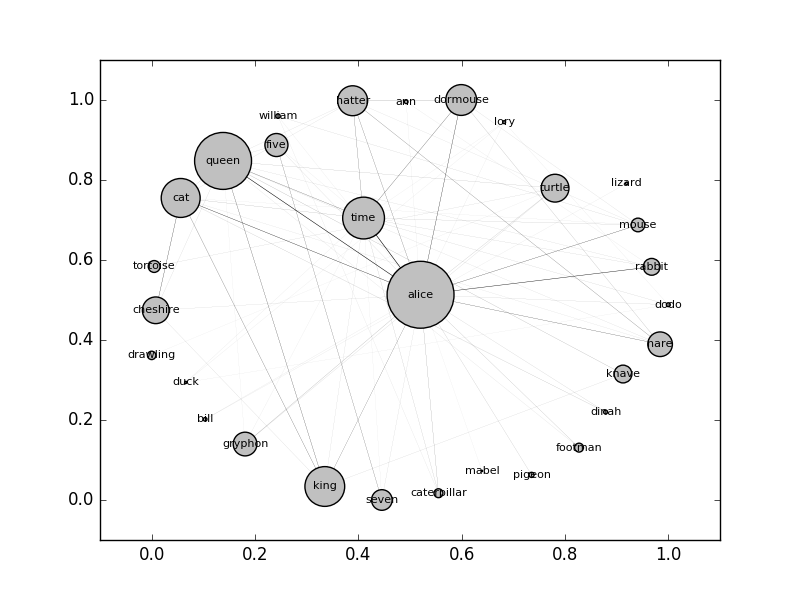 1.0
0.8
0.6
0.4
0.2
0.0
hatter
ann
dormouse
william
lory
five
queen
cat
turtle
lizard
time
mouse
tortoise
rabbit
alice
cheshire
dodo
hare
drawling
duck
knave
bill
dinah
gryphon
footman
king
mabel
pigeon
seven
caterpillar
0.0 0.2 0.4 0.6 0.8 1.0